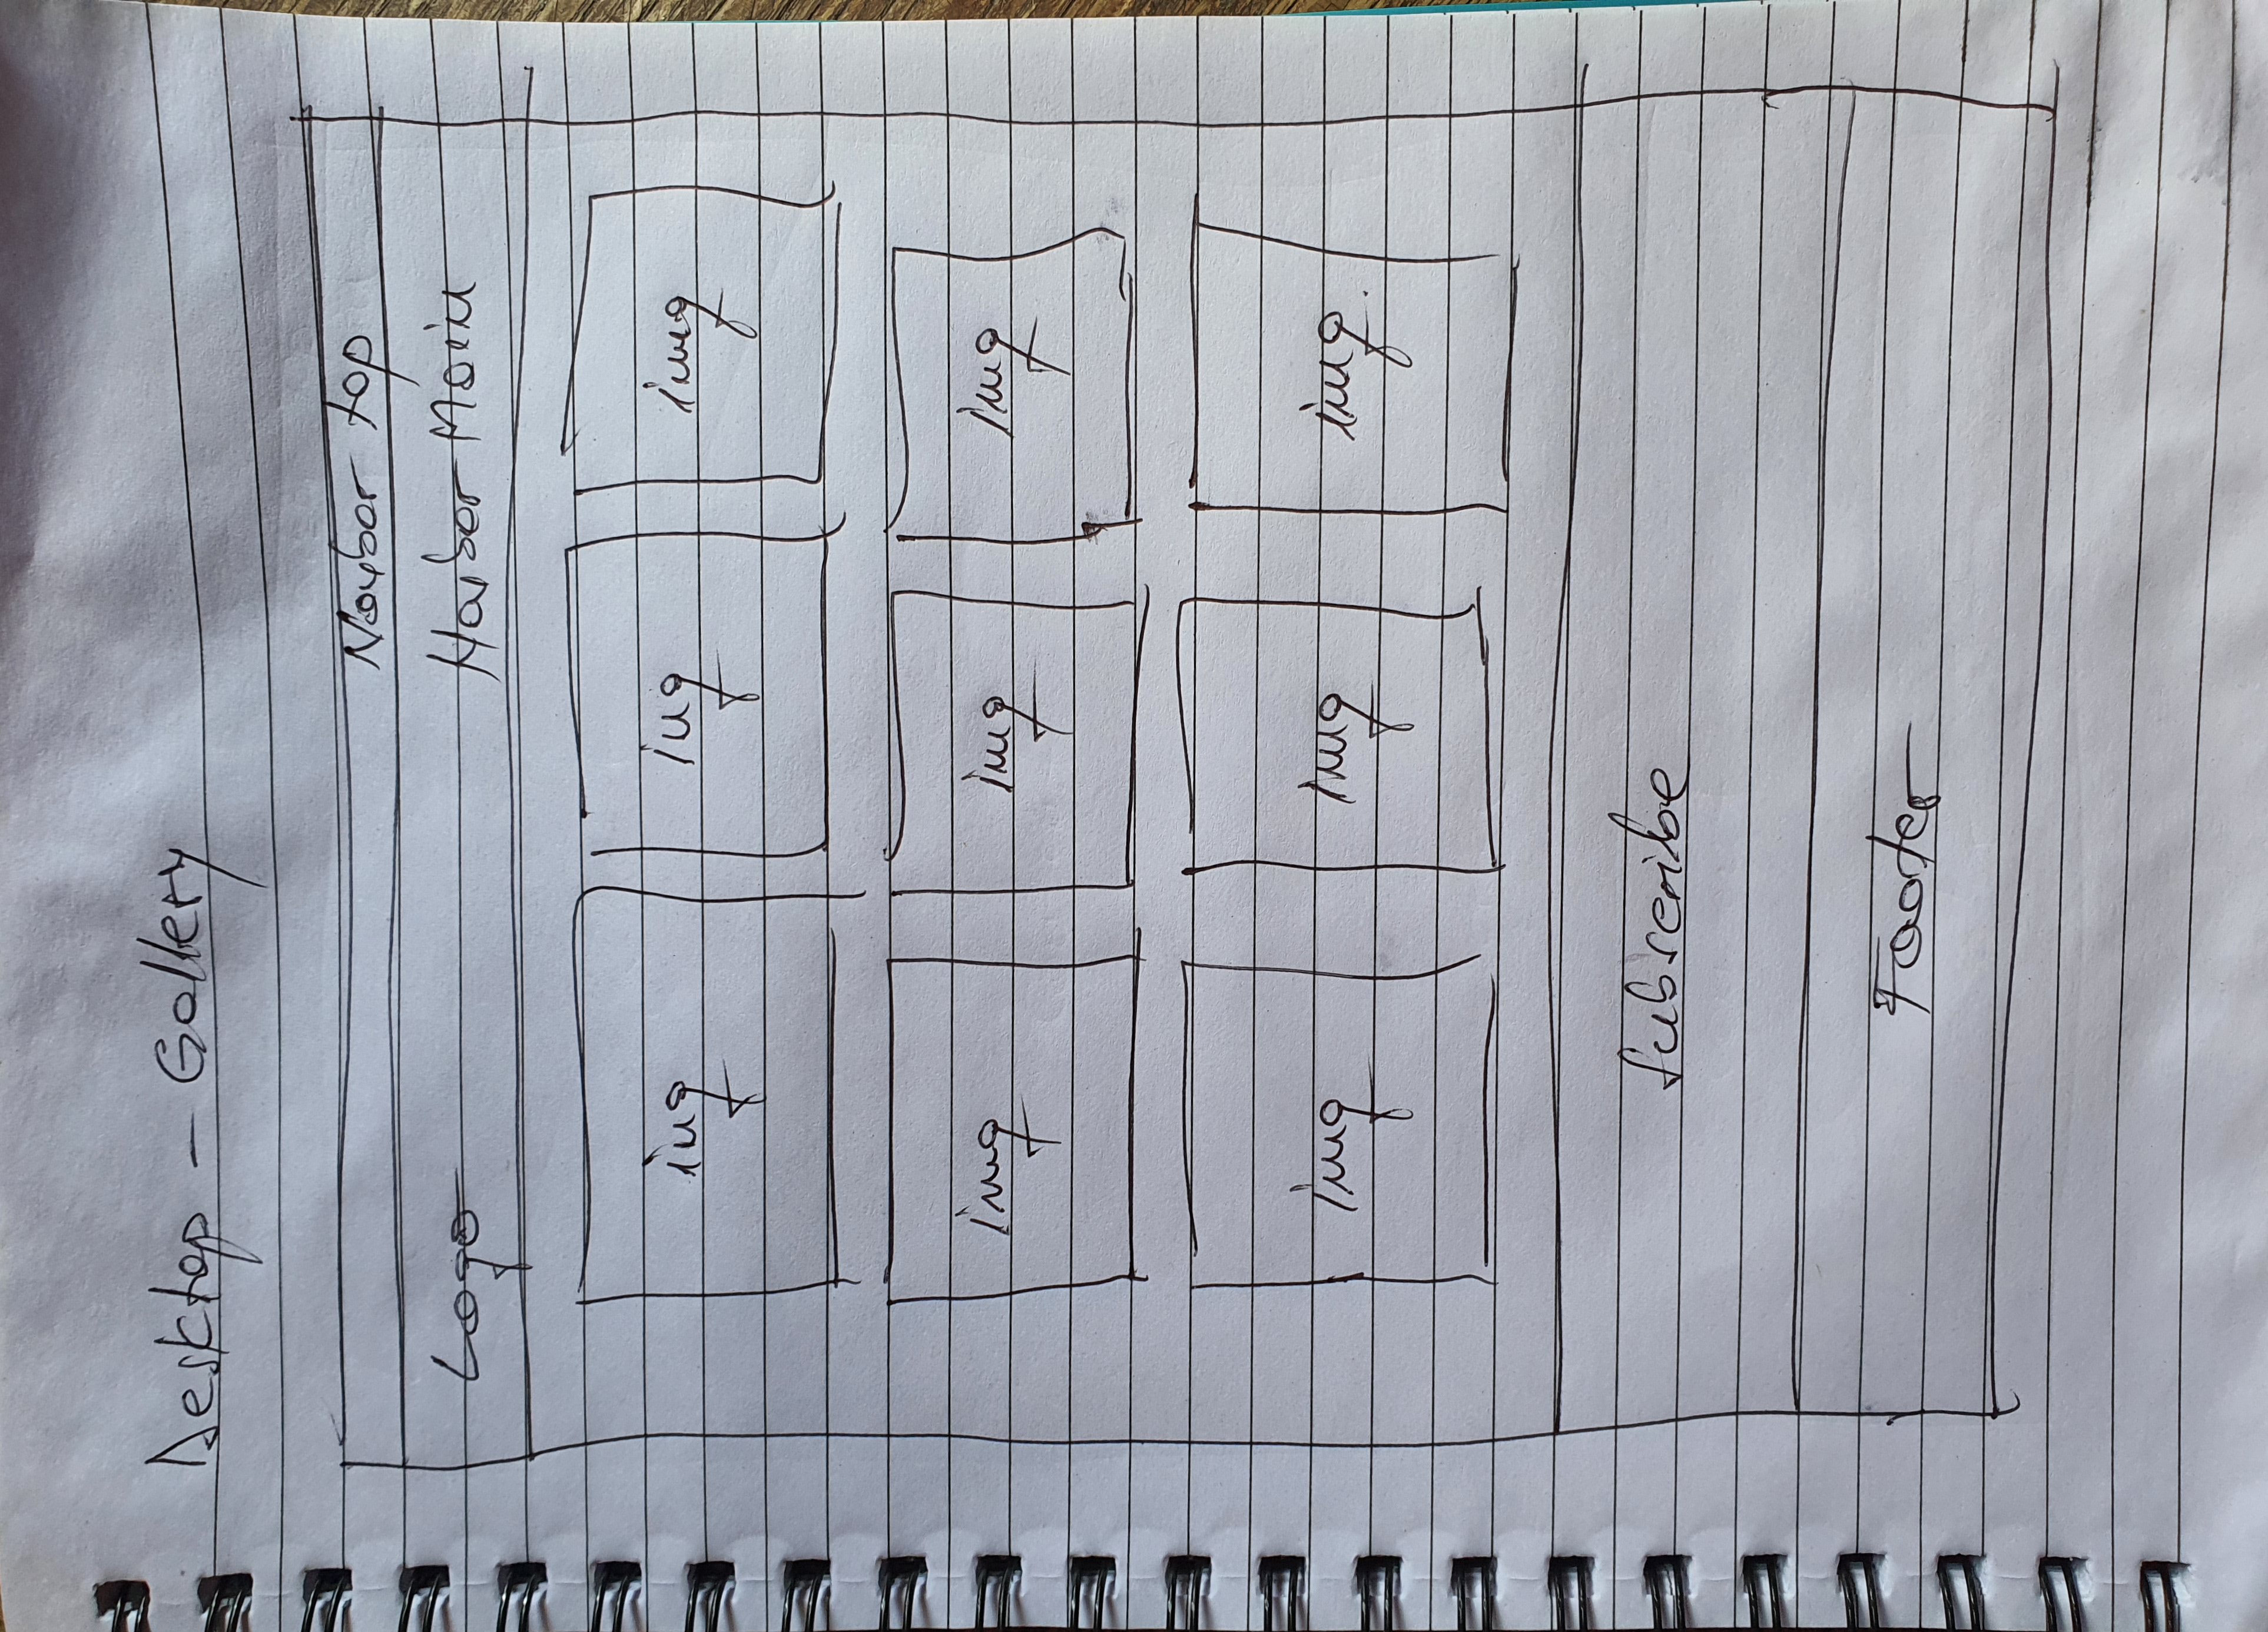 Desktop - Gallery
Navbar top
Logo Navbar Main
img img img
img img img
img img img
Subscribe
Footer